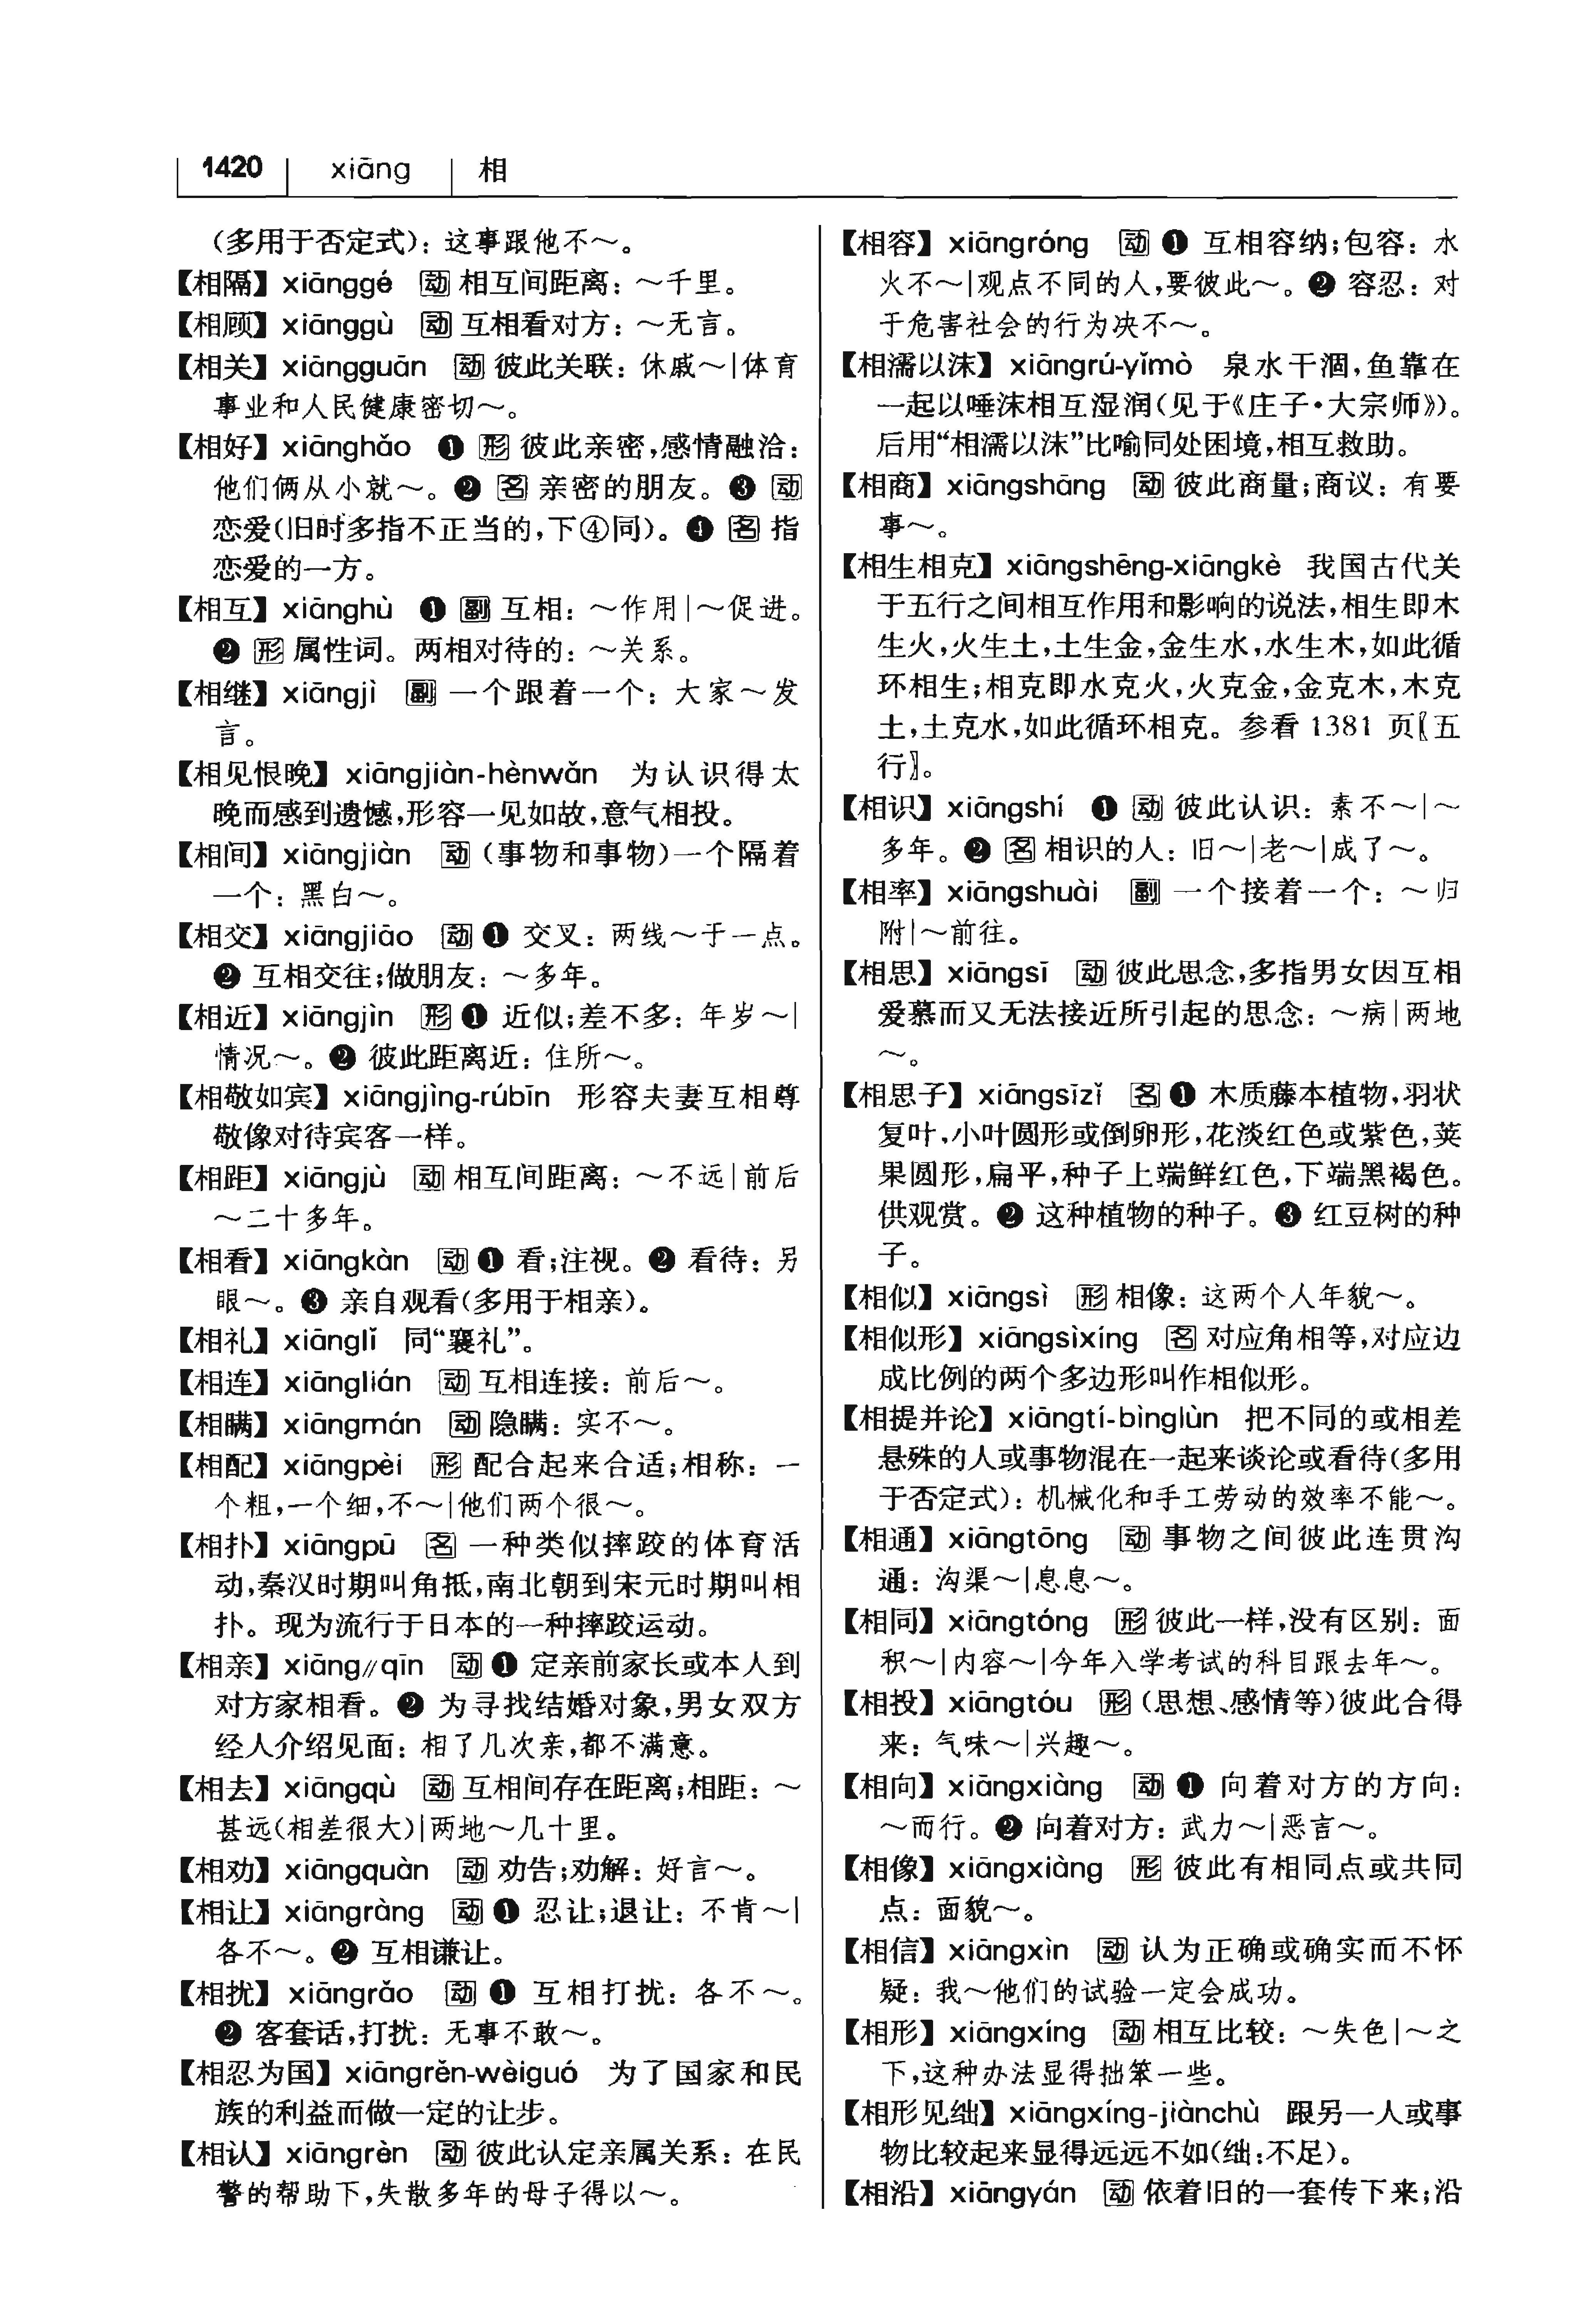 1420 xiāng 相
(多用于否定式)：这事跟他不～。
【相隔】 xiānggé 动 相互间距离：～千里。
【相顾】 xiānggù 动 互相看对方：～无言。
【相关】 xiāngguān 动 彼此关联：休戚～|体育
事业和人民健康密切～。
【相好】 xiānghǎo ❶ 形 彼此亲密,感情融洽：
他们俩从小就～。❷ 名 亲密的朋友。❸ 动
恋爱(旧时多指不正当的,下④同)。❹ 名 指
恋爱的一方。
【相互】 xiānghù ❶ 副 互相：～作用|～促进。
❷ 形 属性词。两相对待的：～关系。
【相继】 xiāngjì 副 一个跟着一个：大家～发
言。
【相见恨晚】 xiāngjiàn-hènwǎn 为认识得太
晚而感到遗憾,形容一见如故,意气相投。
【相间】 xiāngjiàn 动 (事物和事物)一个隔着
一个：黑白～。
【相交】 xiāngjiāo 动 ❶ 交叉：两线～于一点。
❷ 互相交往;做朋友：～多年。
【相近】 xiāngjìn 形 ❶ 近似;差不多：年岁～|
情况～。❷ 彼此距离近：住所～。
【相敬如宾】 xiāngjìng-rúbīn 形容夫妻互相尊
敬像对待宾客一样。
【相距】 xiāngjù 动 相互间距离：～不远|前后
～二十多年。
【相看】 xiāngkàn 动 ❶ 看;注视。❷ 看待：另
眼～。❸ 亲自观看(多用于相亲)。
【相礼】 xiānglǐ 同“襄礼”。
【相连】 xiānglián 动 互相连接：前后～。
【相瞒】 xiāngmán 动 隐瞒：实不～。
【相配】 xiāngpèi 形 配合起来合适;相称：一
个粗,一个细,不～|他们两个很～。
【相扑】 xiāngpū 名 一种类似摔跤的体育活
动,秦汉时期叫角抵,南北朝到宋元时期叫相
扑。现为流行于日本的一种摔跤运动。
【相亲】 xiāng//qīn 动 ❶ 定亲前家长或本人到
对方家相看。❷ 为寻找结婚对象,男女双方
经人介绍见面：相了几次亲,都不满意。
【相去】 xiāngqù 动 互相间存在距离;相距：～
甚远(相差很大)|两地～几十里。
【相劝】 xiāngquàn 动 劝告;劝解：好言～。
【相让】 xiāngràng 动 ❶ 忍让;退让：不肯～|
各不～。❷ 互相谦让。
【相扰】 xiāngrǎo 动 ❶ 互相打扰：各不～。
❷ 客套话,打扰：无事不敢～。
【相忍为国】 xiāngrěn-wèiguó 为了国家和民
族的利益而做一定的让步。
【相认】 xiāngrèn 动 彼此认定亲属关系：在民
警的帮助下,失散多年的母子得以～。
【相容】 xiāngróng 动 ❶ 互相容纳;包容：水
火不～|观点不同的人,要彼此～。❷ 容忍：对
于危害社会的行为决不～。
【相濡以沫】 xiāngrú-yǐmò 泉水干涸,鱼靠在
一起以唾沫相互湿润(见于《庄子·大宗师》)。
后用“相濡以沫”比喻同处困境,相互救助。
【相商】 xiāngshāng 动 彼此商量;商议：有要
事～。
【相生相克】 xiāngshēng-xiāngkè 我国古代关
于五行之间相互作用和影响的说法,相生即木
生火,火生土,土生金,金生水,水生木,如此循
环相生;相克即水克火,火克金,金克木,木克
土,土克水,如此循环相克。参看 1381 页〖五
行〗。
【相识】 xiāngshí ❶ 动 彼此认识：素不～|～
多年。❷ 名 相识的人：旧～|老～|成了～。
【相率】 xiāngshuài 副 一个接着一个：～归
附|～前往。
【相思】 xiāngsī 动 彼此思念,多指男女因互相
爱慕而又无法接近所引起的思念：～病|两地
～。
【相思子】 xiāngsīzǐ 名 ❶ 木质藤本植物,羽状
复叶,小叶圆形或倒卵形,花淡红色或紫色,荚
果圆形,扁平,种子上端鲜红色,下端黑褐色。
供观赏。❷ 这种植物的种子。❸ 红豆树的种
子。
【相似】 xiāngsì 形 相像：这两个人年貌～。
【相似形】 xiāngsìxíng 名 对应角相等,对应边
成比例的两个多边形叫作相似形。
【相提并论】 xiāngtí-bìnglùn 把不同的或相差
悬殊的人或事物混在一起来谈论或看待(多用
于否定式)：机械化和手工劳动的效率不能～。
【相通】 xiāngtōng 动 事物之间彼此连贯沟
通：沟渠～|息息～。
【相同】 xiāngtóng 形 彼此一样,没有区别：面
积～|内容～|今年入学考试的科目跟去年～。
【相投】 xiāngtóu 形 (思想、感情等)彼此合得
来：气味～|兴趣～。
【相向】 xiāngxiàng 动 ❶ 向着对方的方向：
～而行。❷ 向着对方：武力～|恶言～。
【相像】 xiāngxiàng 形 彼此有相同点或共同
点：面貌～。
【相信】 xiāngxìn 动 认为正确或确实而不怀
疑：我～他们的试验一定会成功。
【相形】 xiāngxíng 动 相互比较：～失色|～之
下,这种办法显得拙笨一些。
【相形见绌】 xiāngxíng-jiànchù 跟另一人或事
物比较起来显得远远不如(绌:不足)。
【相沿】 xiāngyán 动 依着旧的一套传下来;沿